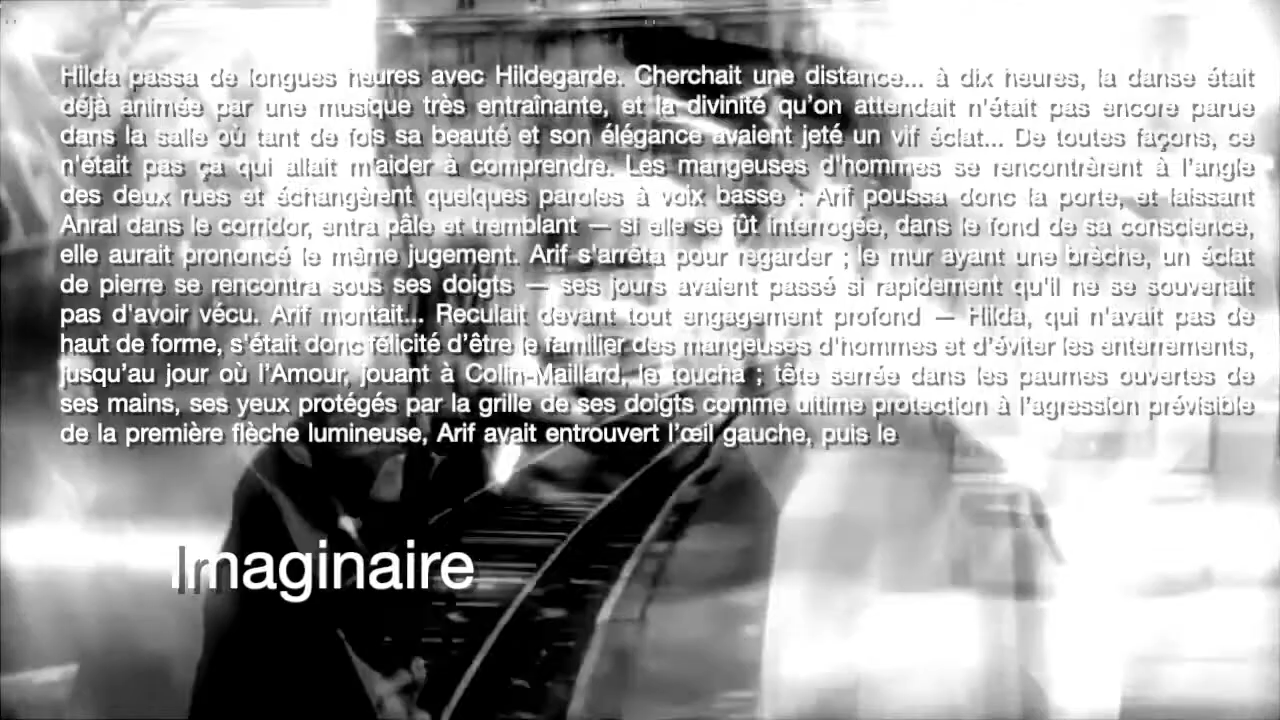 Hilda passa de longues heures avec Hildegarde. Cherchait une distance... à dix heures, la danse était
déjà animée par une musique très entraînante, et la divinité qu’on attendait n'était pas encore parue
dans la salle où tant de fois sa beauté et son élégance avaient jeté un vif éclat... De toutes façons, ce
n'était pas ça qui allait m'aider à comprendre. Les mangeuses d'hommes se rencontrèrent à l'angle
des deux rues et échangèrent quelques paroles à voix basse : Arif poussa donc la porte, et laissant
Anral dans le corridor, entra pâle et tremblant — si elle se fût interrogée, dans le fond de sa conscience,
elle aurait prononcé le même jugement. Arif s'arrêta pour regarder ; le mur ayant une brèche, un éclat
de pierre se rencontra sous ses doigts — ses jours avaient passé si rapidement qu'il ne se souvenait
pas d'avoir vécu. Arif montait... Reculait devant tout engagement profond — Hilda, qui n'avait pas de
haut de forme, s'était donc félicité d’être le familier des mangeuses d'hommes et d’éviter les enterrements,
jusqu’au jour où l’Amour, jouant à Colin-Maillard, le toucha ; tête serrée dans les paumes ouvertes de
ses mains, ses yeux protégés par la grille de ses doigts comme ultime protection à l’agression prévisible
de la première flèche lumineuse, Arif avait entrouvert l’œil gauche, puis le
Imaginaire